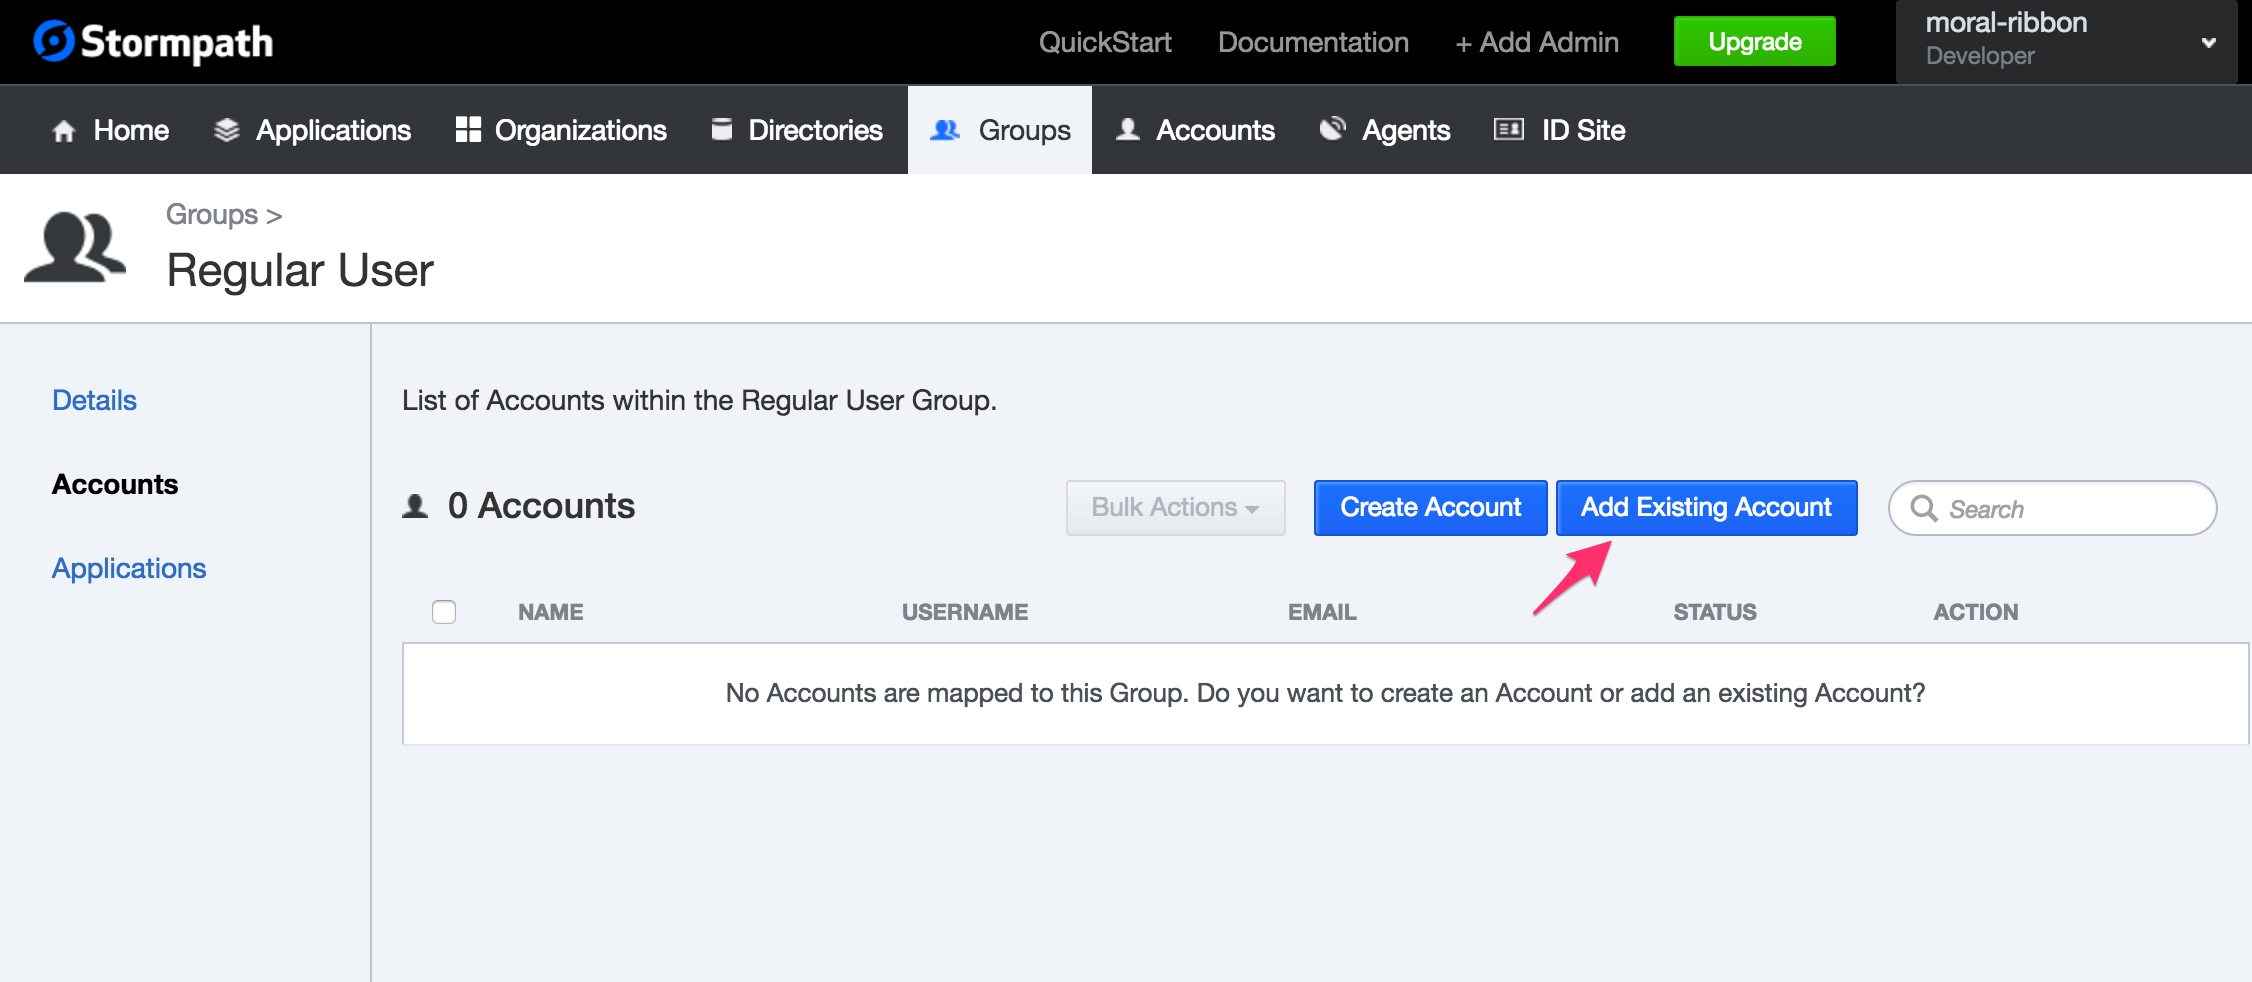 Stormpath
QuickStart Documentation + Add Admin Upgrade moral-ribbon
Developer
Home Applications Organizations Directories Groups Accounts Agents ID Site
Groups >
Regular User
Details
Accounts
Applications
List of Accounts within the Regular User Group.
0 Accounts Bulk Actions Create Account Add Existing Account Search
NAME USERNAME EMAIL STATUS ACTION
No Accounts are mapped to this Group. Do you want to create an Account or add an existing Account?